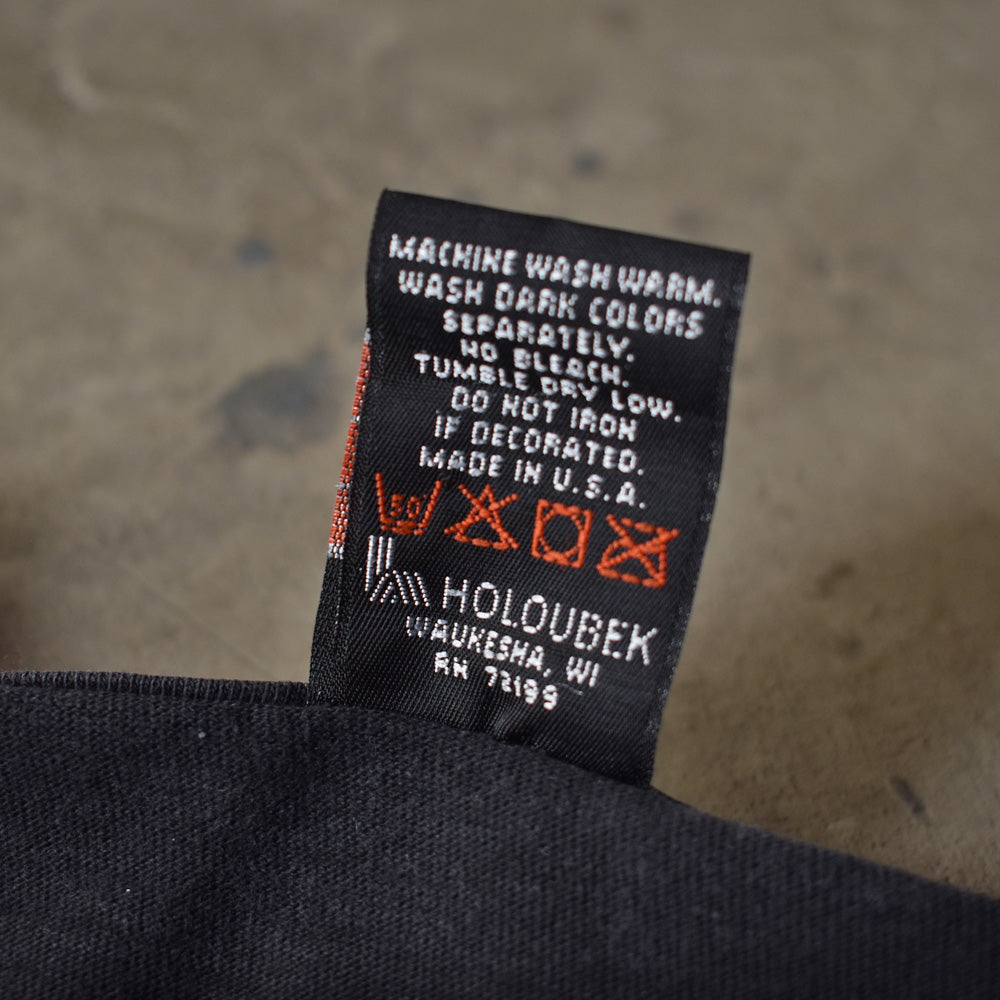 MACHINE WASH WARM.
WASH DARK COLORS
SEPARATELY.
NO BLEACH.
TUMBLE DRY LOW.
DO NOT IRON
IF DECORATED.
MADE IN U.S.A.
50
HOLOUBEK
WAUKESHA, WI
RN 72199